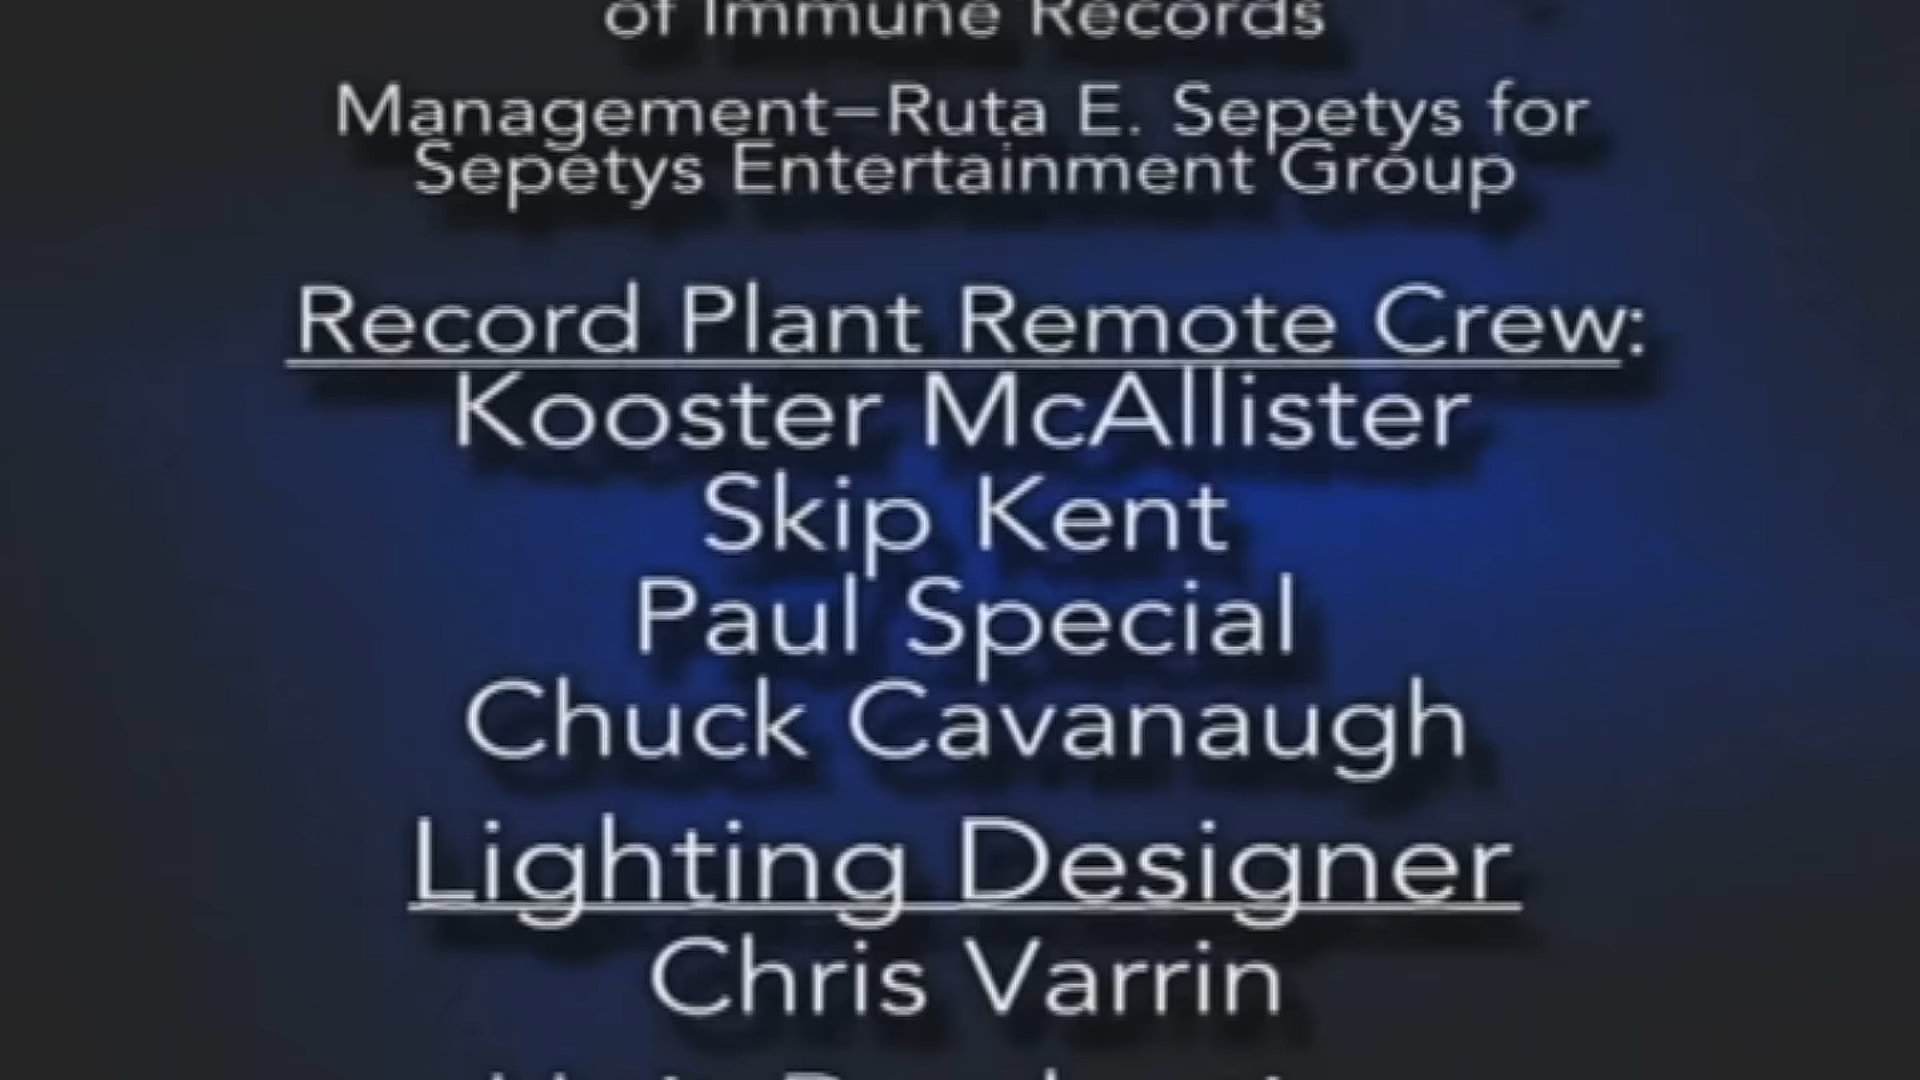 of Immune Records
Management—Ruta E. Sepetys for
Sepetys Entertainment Group
Record Plant Remote Crew:
Kooster McAllister
Skip Kent
Paul Special
Chuck Cavanaugh
Lighting Designer
Chris Varrin